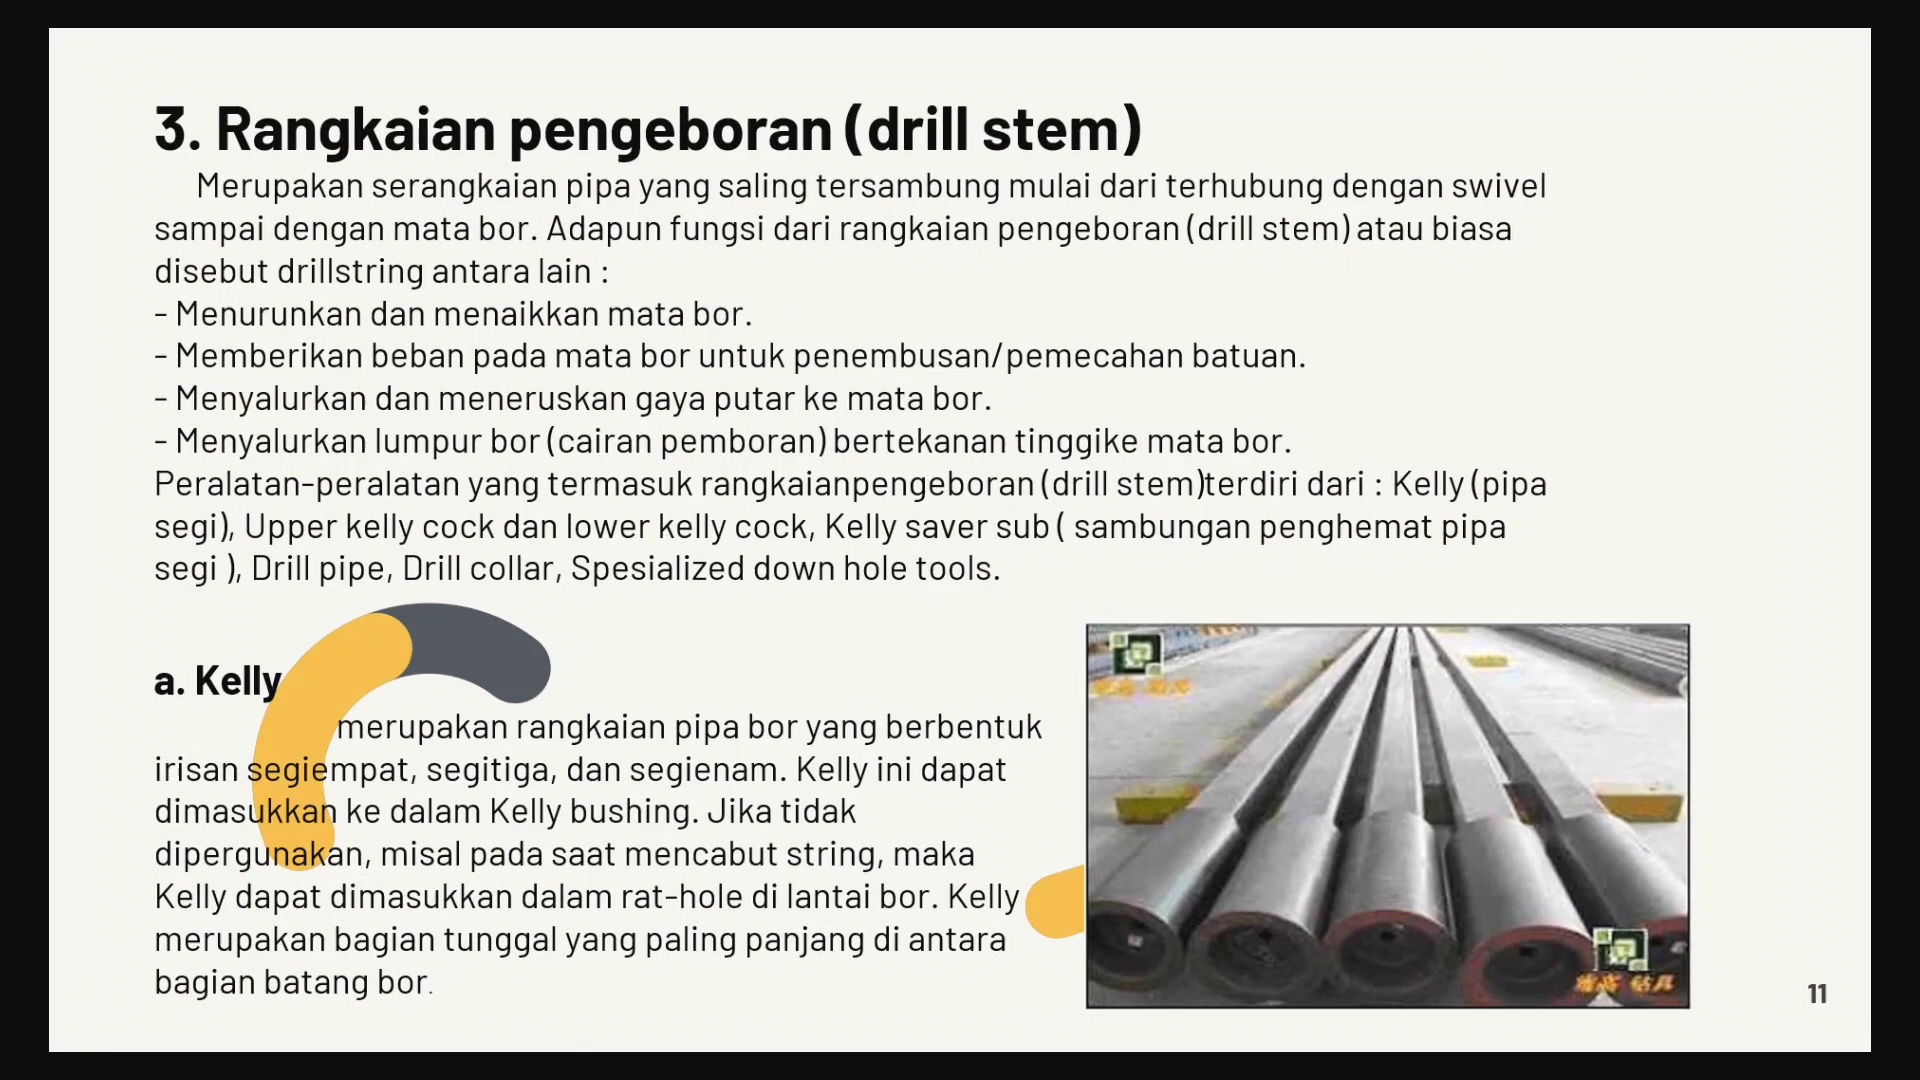 3. Rangkaian pengeboran (drill stem)
Merupakan serangkaian pipa yang saling tersambung mulai dari terhubung dengan swivel
sampai dengan mata bor. Adapun fungsi dari rangkaian pengeboran (drill stem) atau biasa
disebut drillstring antara lain :
- Menurunkan dan menaikkan mata bor.
- Memberikan beban pada mata bor untuk penembusan/pemecahan batuan.
- Menyalurkan dan meneruskan gaya putar ke mata bor.
- Menyalurkan lumpur bor (cairan pemboran) bertekanan tinggike mata bor.
Peralatan-peralatan yang termasuk rangkaianpengeboran (drill stem)terdiri dari : Kelly (pipa
segi), Upper kelly cock dan lower kelly cock, Kelly saver sub ( sambungan penghemat pipa
segi ), Drill pipe, Drill collar, Spesialized down hole tools.
a. Kelly
merupakan rangkaian pipa bor yang berbentuk
irisan segiempat, segitiga, dan segienam. Kelly ini dapat
dimasukkan ke dalam Kelly bushing. Jika tidak
dipergunakan, misal pada saat mencabut string, maka
Kelly dapat dimasukkan dalam rat-hole di lantai bor. Kelly
merupakan bagian tunggal yang paling panjang di antara
bagian batang bor.
11